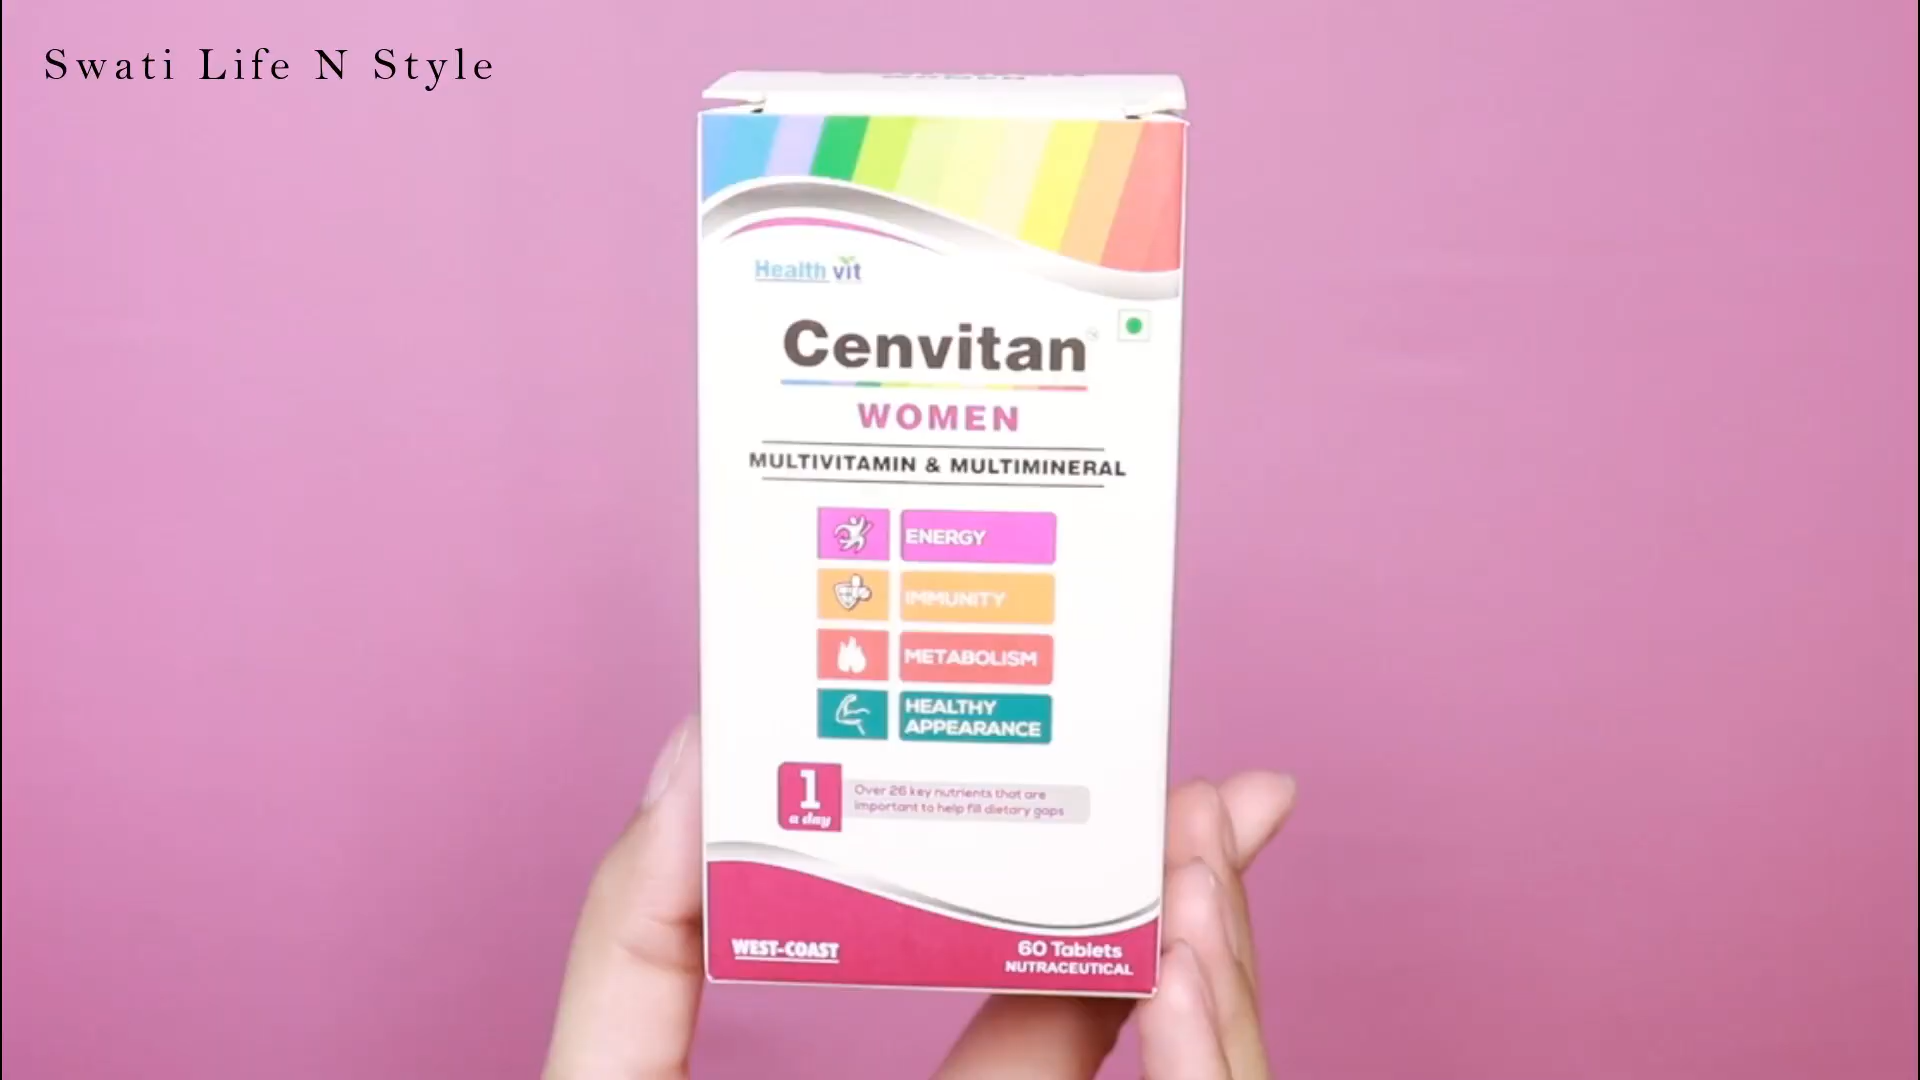 Swati Life N Style
Health vit
Cenvitan
WOMEN
MULTIVITAMIN & MULTIMINERAL
ENERGY
IMMUNITY
METABOLISM
HEALTHY
APPEARANCE
1
a day
Over 26 key nutrients that are
important to help fill dietary gaps
WEST-COAST
60 Tablets
NUTRACEUTICAL